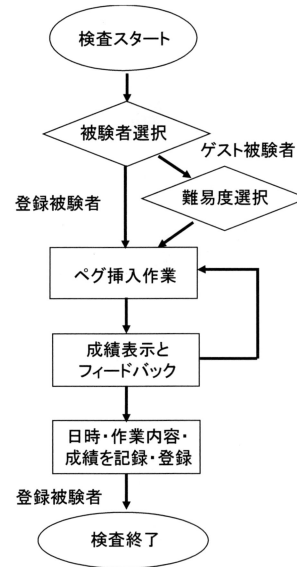 検査スタート
被験者選択
ゲスト被験者
登録被験者
難易度選択
ペグ挿入作業
成績表示と
フィードバック
日時・作業内容・
成績を記録・登録
登録被験者
検査終了